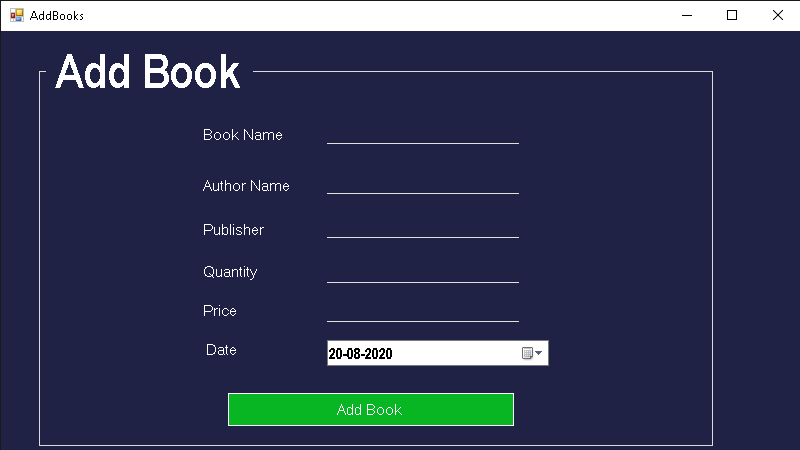 AddBooks
Add Book
Book Name
Author Name
Publisher
Quantity
Price
Date
20-08-2020
Add Book